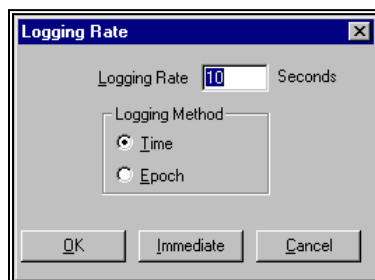 Logging Rate
Logging Rate 10 Seconds
Logging Method
Time
Epoch
OK Immediate Cancel